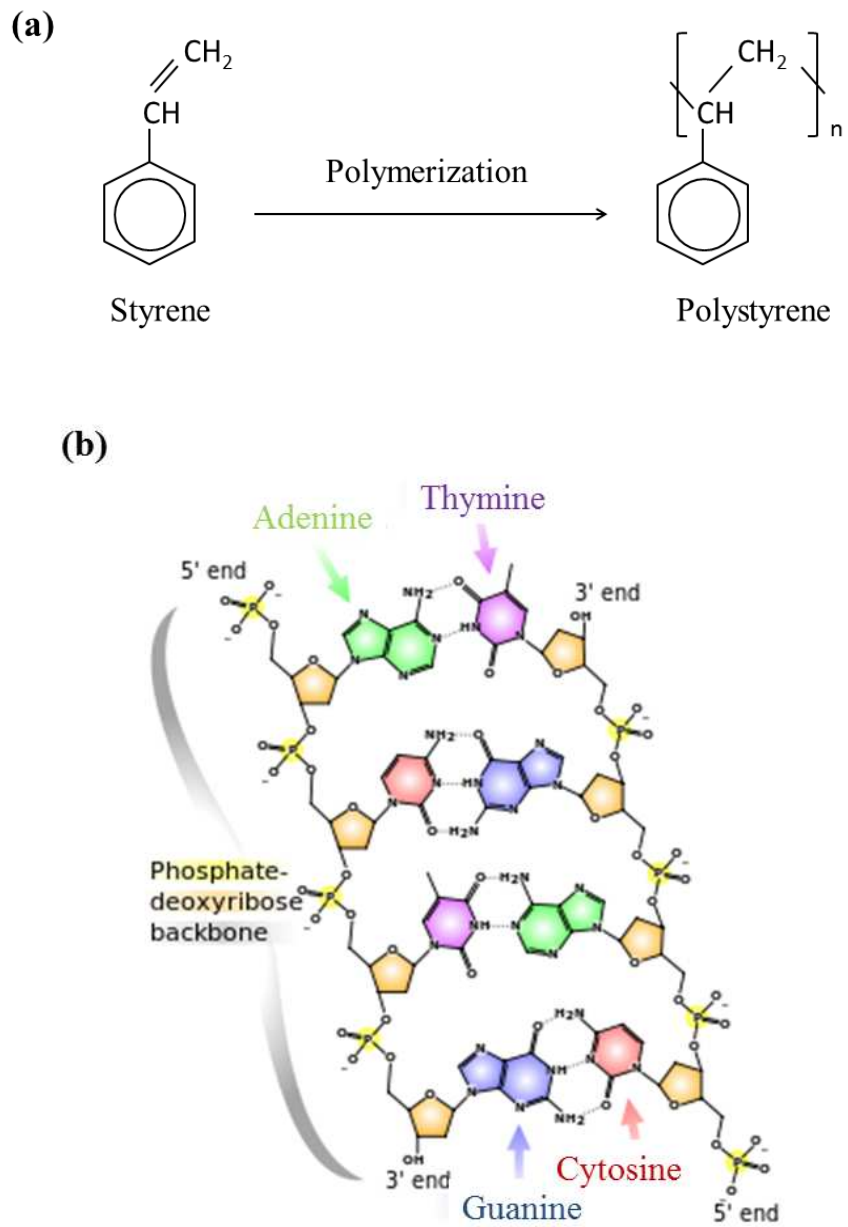 (a)
CH2
CH
CH2
CH
n
Polymerization
Styrene
Polystyrene
(b)
Thymine
Adenine
5' end
3' end
NH2
O
OH
N
HN
N
N
N
N
O
O
P
O
O
O
O
P
O
O
O
NH2
O
N
N
HN
N
N
O
H2N
N
Phosphate-
deoxyribose
backbone
O
H2N
N
NH
N
N
N
O
N
H2N
O
N
N
NH
N
N
N
O
NH2
OH
3' end
Cytosine
Guanine
5' end